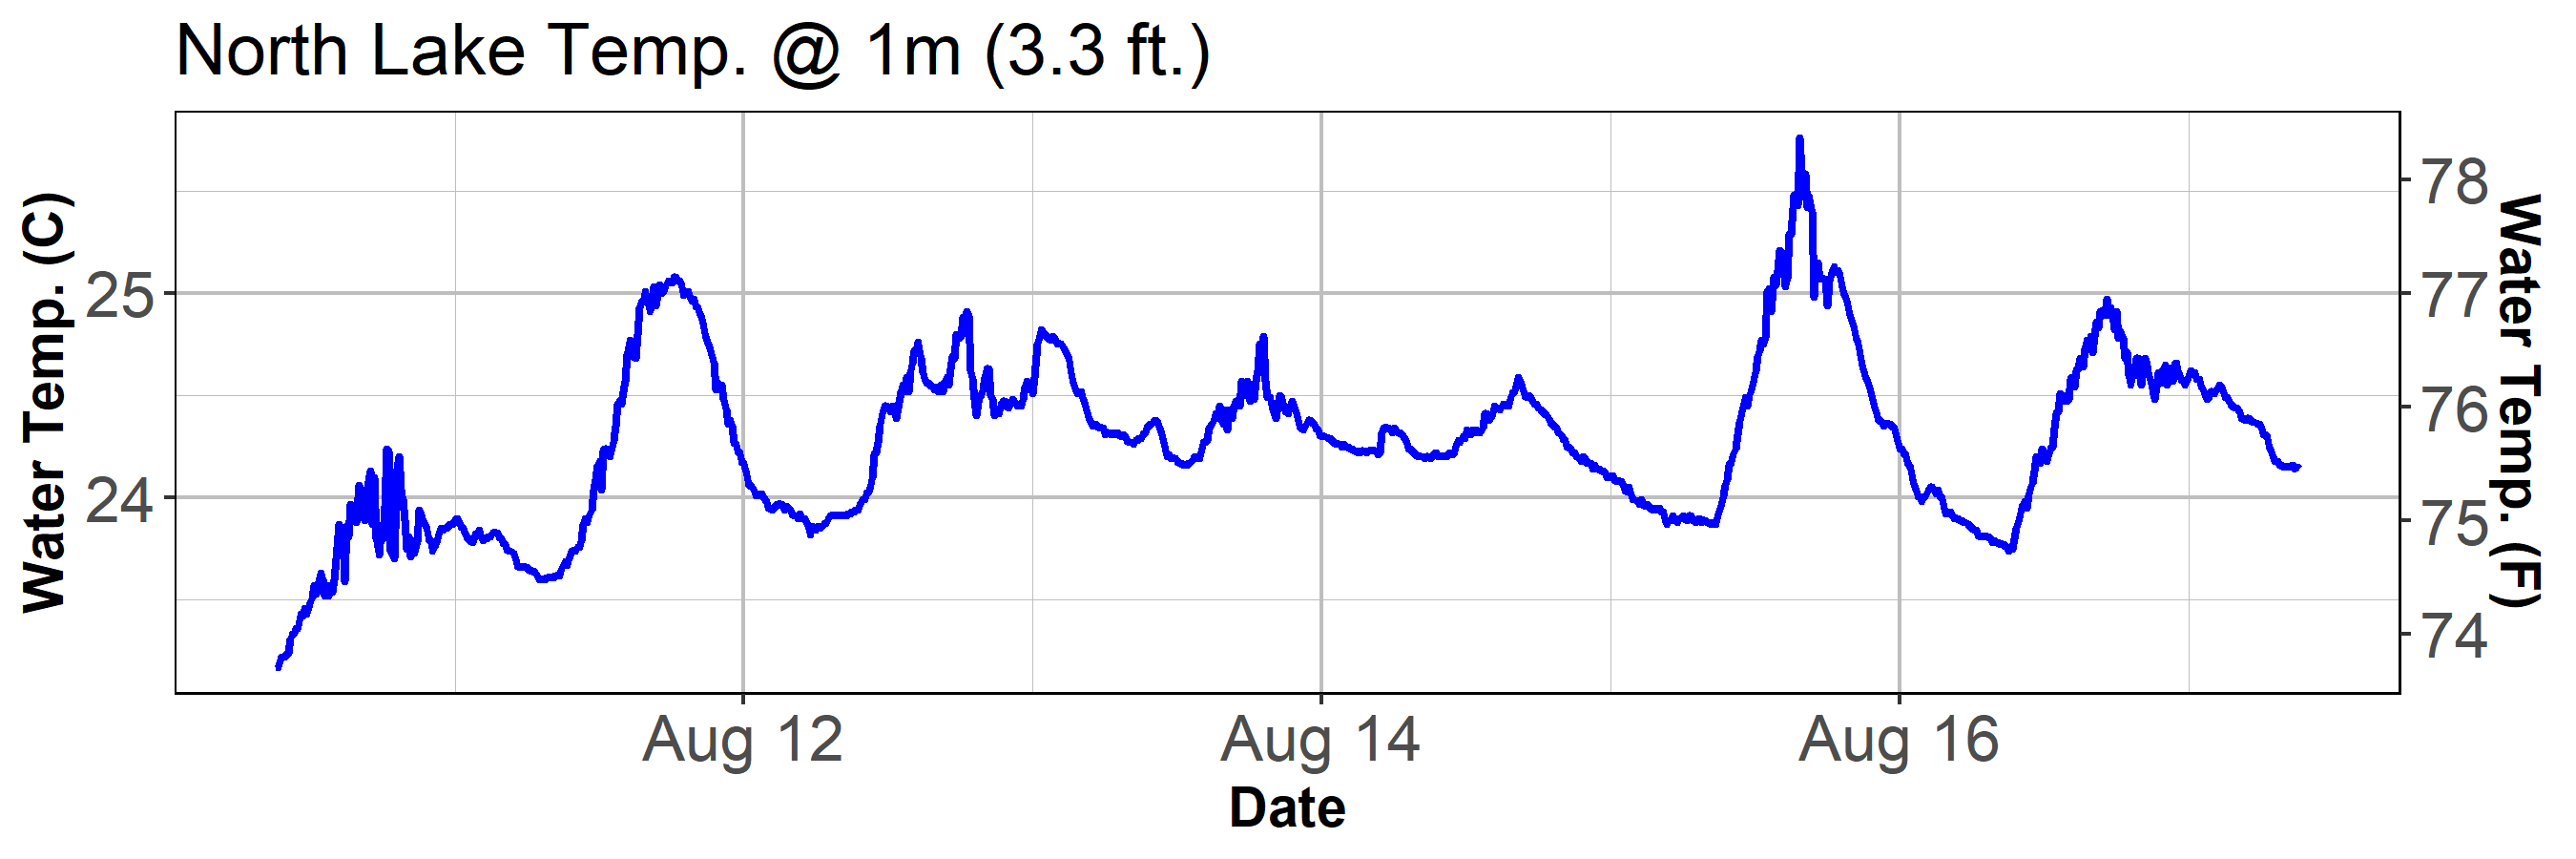 North Lake Temp. @ 1m (3.3 ft.)
Water Temp. (C)
25
24
78
77
76
75
74
Water Temp. (F)
Aug 12
Aug 14
Aug 16
Date